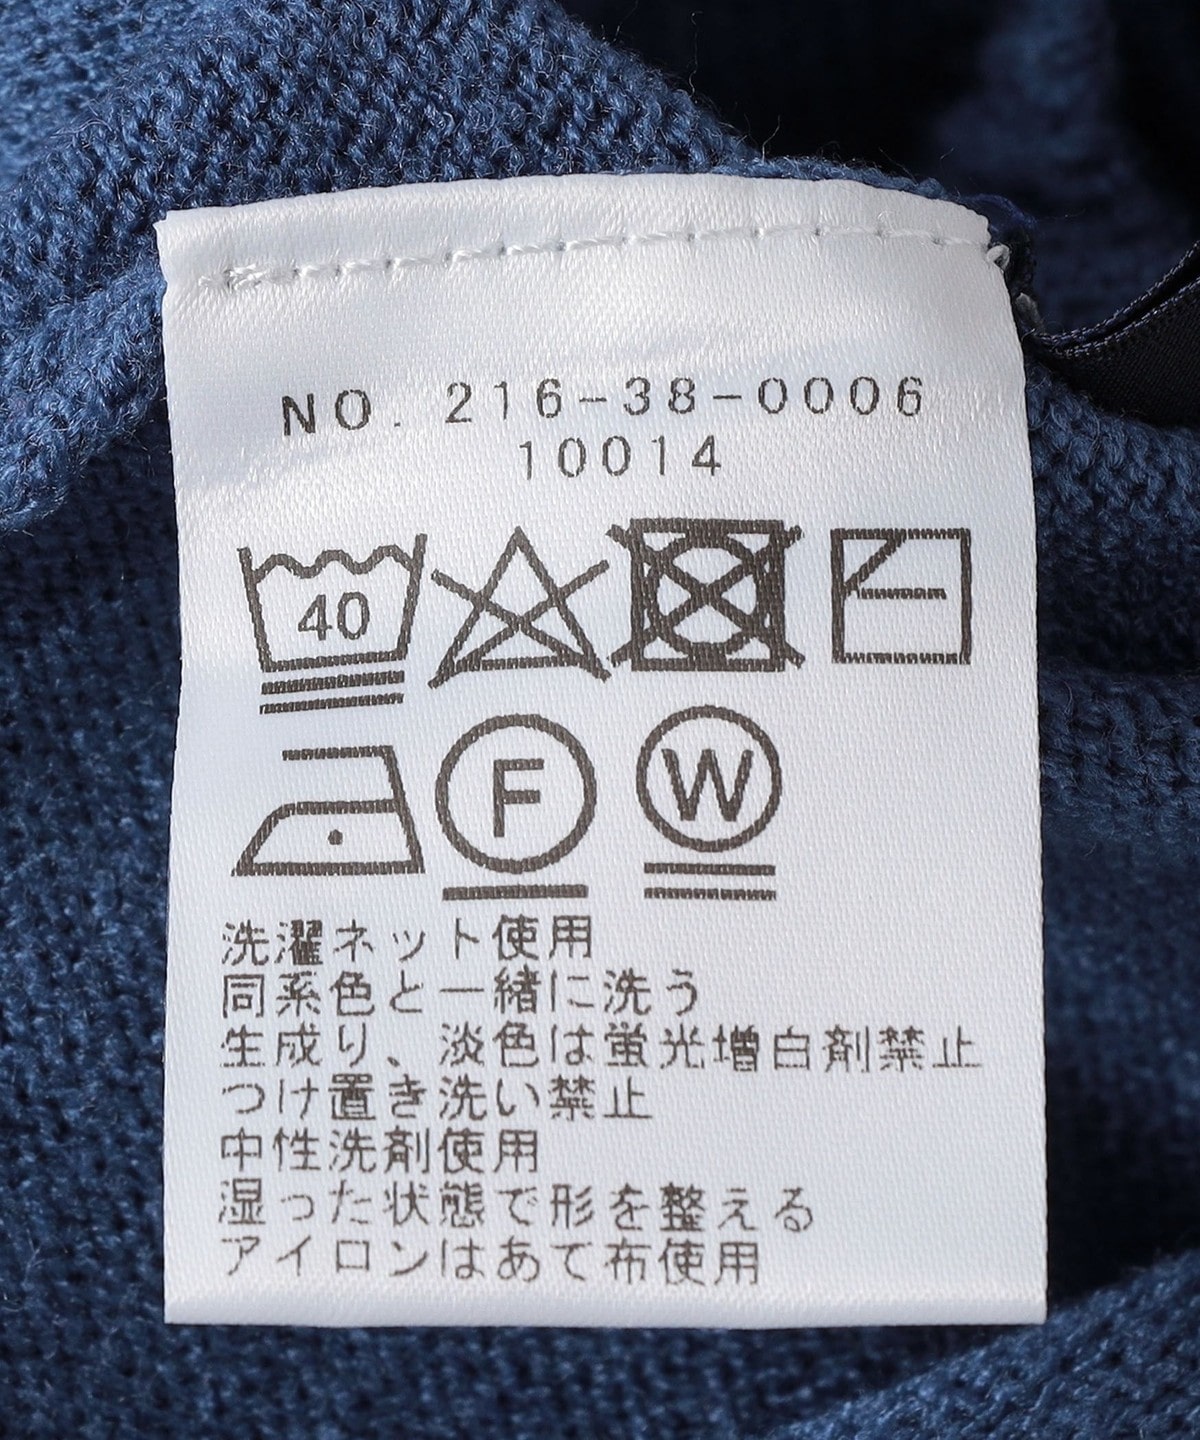 NO. 216-38-0006
10014
40
F
W
洗濯ネット使用
同系色と一緒に洗う
生成り、淡色は蛍光増白剤禁止
つけ置き洗い禁止
中性洗剤使用
湿った状態で形を整える
アイロンはあて布使用